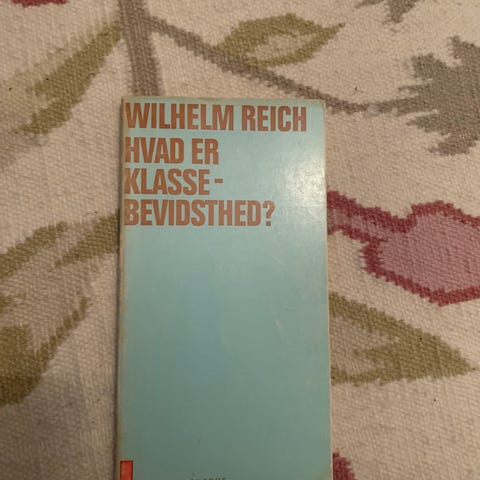 WILHELM REICH
HVAD ER
KLASSE-
BEVIDSTHED?